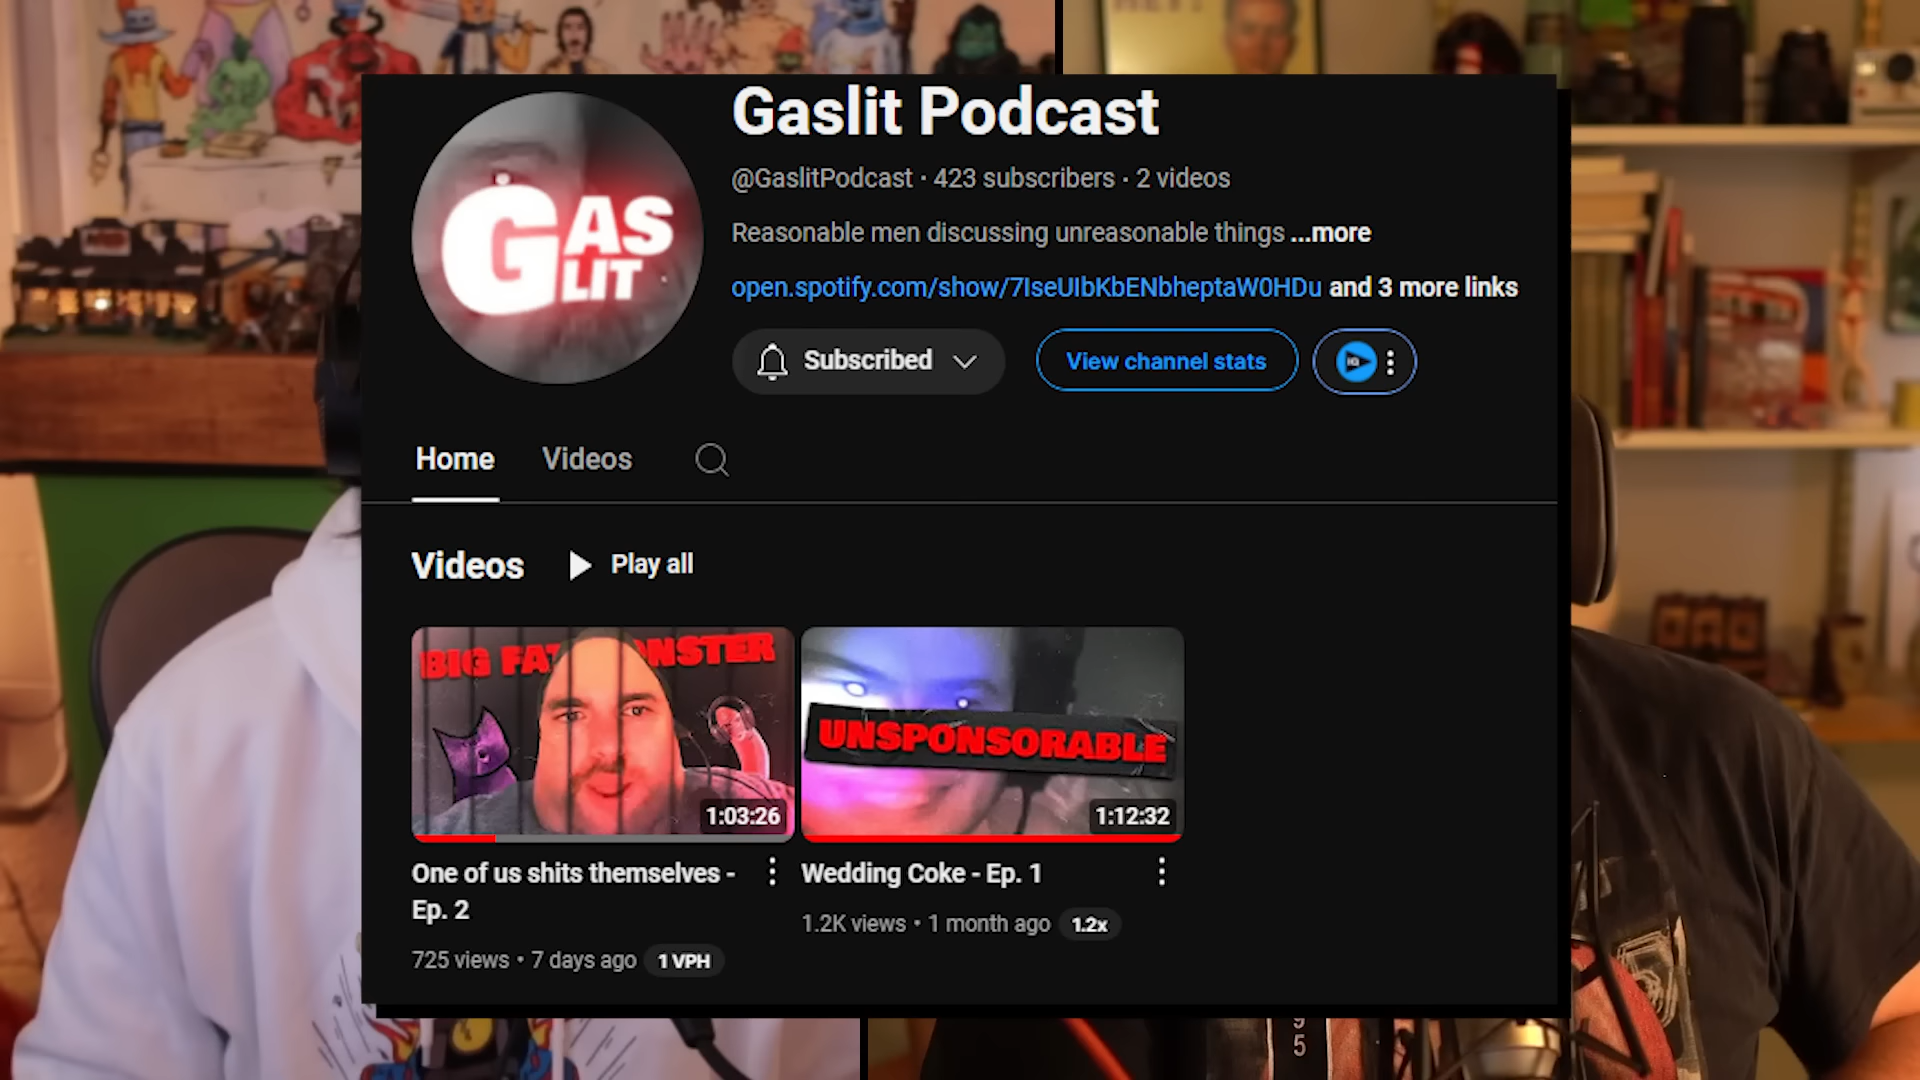 Gaslit Podcast
GAS
LIT
@GaslitPodcast · 423 subscribers · 2 videos
Reasonable men discussing unreasonable things ...more
open.spotify.com/show/7IseUIbKbENbheptaW0HDu and 3 more links
Subscribed
View channel stats
IQ
Home
Videos
Videos
Play all
UNSPONSORABLE
1:03:26
1:12:32
One of us shits themselves -
Ep. 2
Wedding Coke - Ep. 1
1.2K views • 1 month ago 1.2x
725 views • 7 days ago 1 VPH
5